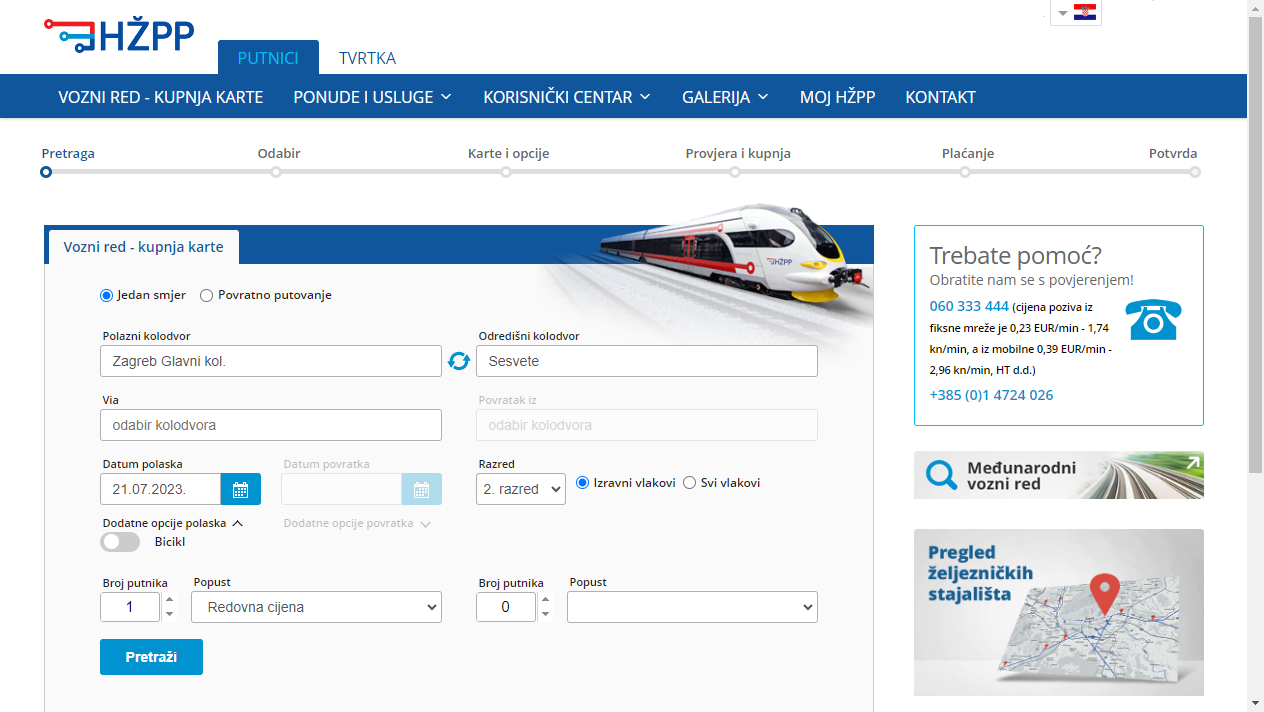 HŽPP
PUTNICI
TVRTKA
VOZNI RED - KUPNJA KARTE
PONUDE I USLUGE
KORISNIČKI CENTAR
GALERIJA
MOJ HŽPP
KONTAKT
Pretraga
Odabir
Karte i opcije
Provjera i kupnja
Plaćanje
Potvrda
Vozni red - kupnja karte
HŽPP
Jedan smjer
Povratno putovanje
Polazni kolodvor
Odredišni kolodvor
Zagreb Glavni kol.
Sesvete
Via
Povratak iz
odabir kolodvora
odabir kolodvora
Datum polaska
Datum povratka
Razred
21.07.2023.
2. razred
Izravni vlakovi
Svi vlakovi
Dodatne opcije polaska
Dodatne opcije povratka
Bicikl
Broj putnika
Popust
Broj putnika
Popust
1
Redovna cijena
0
Pretraži
Trebate pomoć?
Obratite nam se s povjerenjem!
060 333 444 (cijena poziva iz
fiksne mreže je 0,23 EUR/min - 1,74
kn/min, a iz mobilne 0,39 EUR/min -
2,96 kn/min, HT d.d.)
+385 (0)1 4724 026
Međunarodni
vozni red
Pregled
željezničkih
stajališta